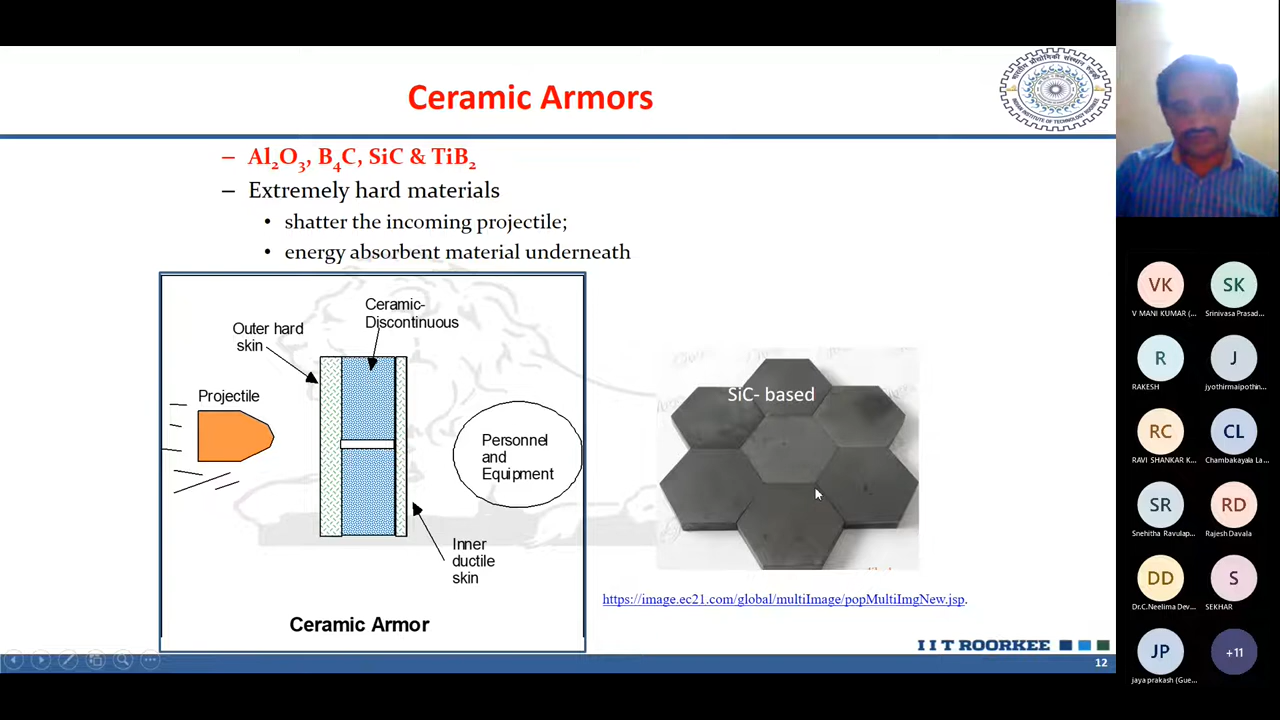 Ceramic Armors
– Al₂O₃, B₄C, SiC & TiB₂
– Extremely hard materials
• shatter the incoming projectile;
• energy absorbent material underneath
Ceramic-
Discontinuous
Outer hard
skin
Projectile
Personnel
and
Equipment
Inner
ductile
skin
Ceramic Armor
SiC- based
https://image.ec21.com/global/multiImage/popMultiImgNew.jsp.
I I T ROORKEE
12
VK
V MANI KUMAR (...
SK
Srinivasa Prasad...
R
RAKESH
J
jyothirmaipothin...
RC
RAVI SHANKAR K...
CL
Chambakayala La...
SR
Snehitha Ravulap...
RD
Rajesh Davala
DD
Dr.C.Neelima Dev...
S
SEKHAR
JP
jaya prakash (Gue...
+11